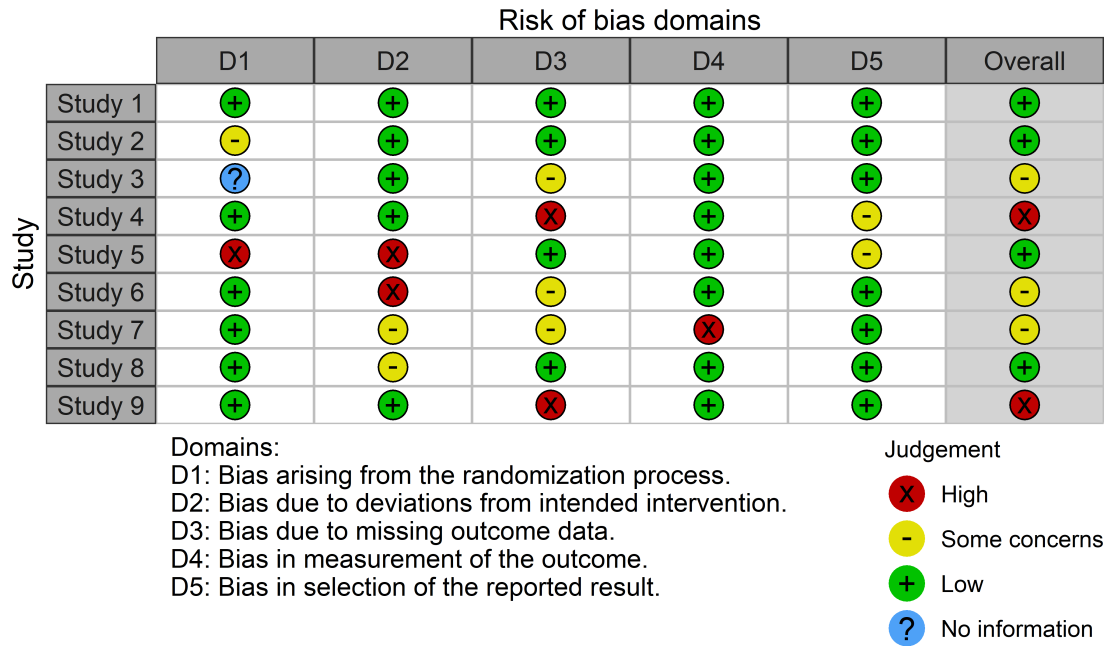 Risk of bias domains
D1 D2 D3 D4 D5 Overall
Study
Study 1 + + + + + +
Study 2 - + + + + +
Study 3 ? + - + + -
Study 4 + + X + - X
Study 5 X X + + - +
Study 6 + X - + + -
Study 7 + - - X + -
Study 8 + - + + + +
Study 9 + + X + + X
Domains:
D1: Bias arising from the randomization process.
D2: Bias due to deviations from intended intervention.
D3: Bias due to missing outcome data.
D4: Bias in measurement of the outcome.
D5: Bias in selection of the reported result.
Judgement
X High
- Some concerns
+ Low
? No information